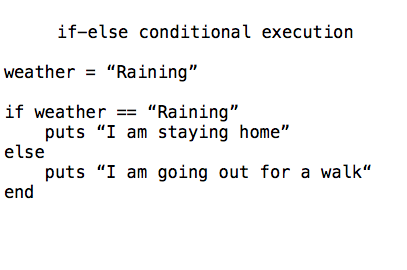 if-else conditional execution
weather = “Raining”
if weather == “Raining”
    puts “I am staying home”
else
    puts “I am going out for a walk“
end